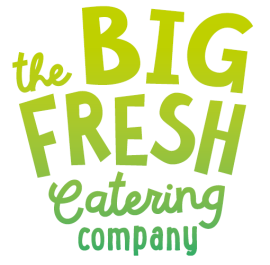 the BIG
FRESH
Catering
company